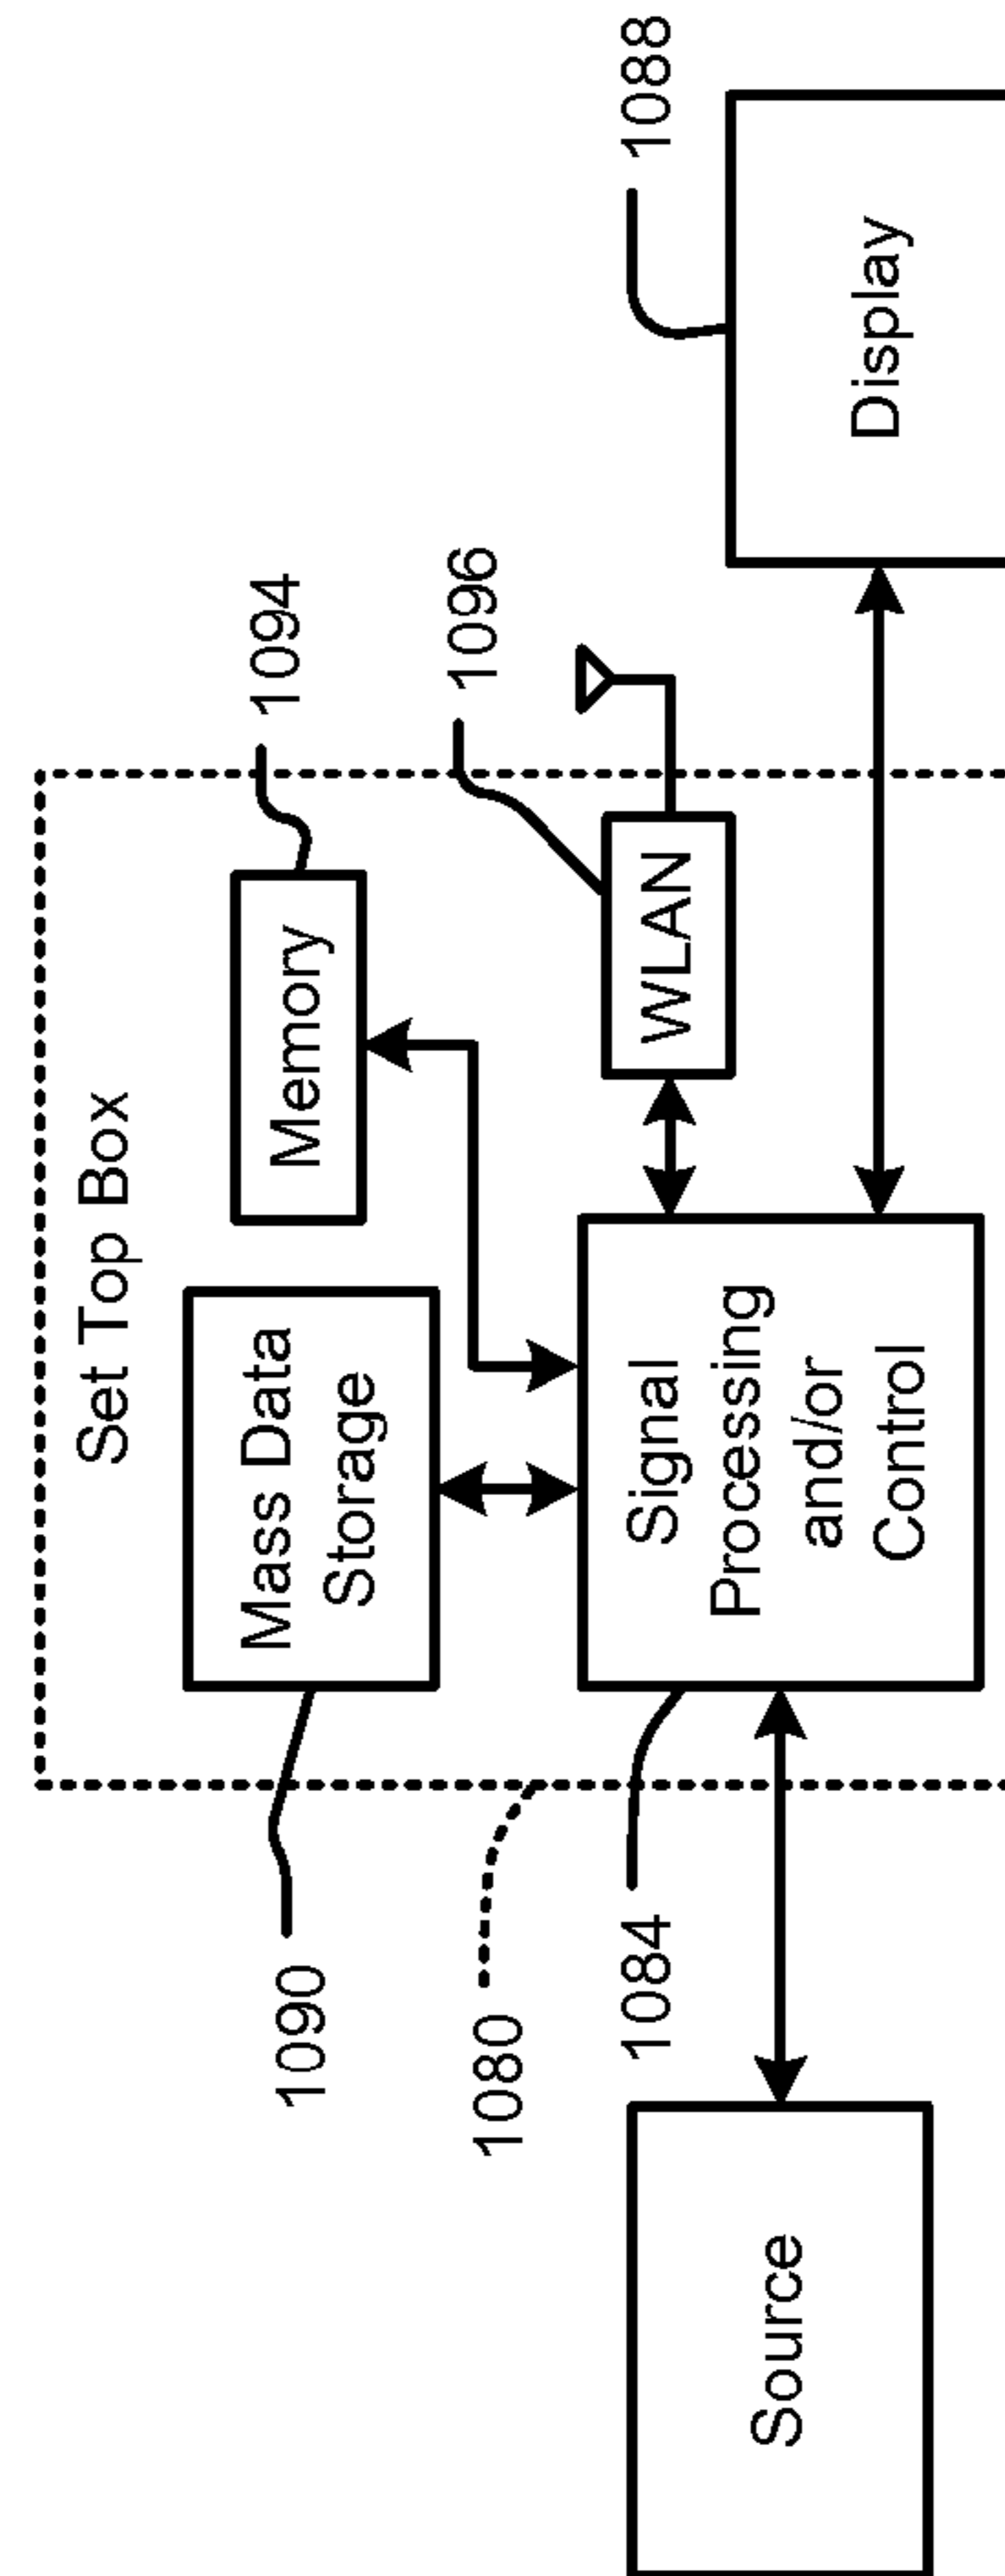 Set Top Box
1094
1088
1090
Mass Data
Storage
Memory
1096
1080
WLAN
1084
Signal
Processing
and/or
Control
Source
Display